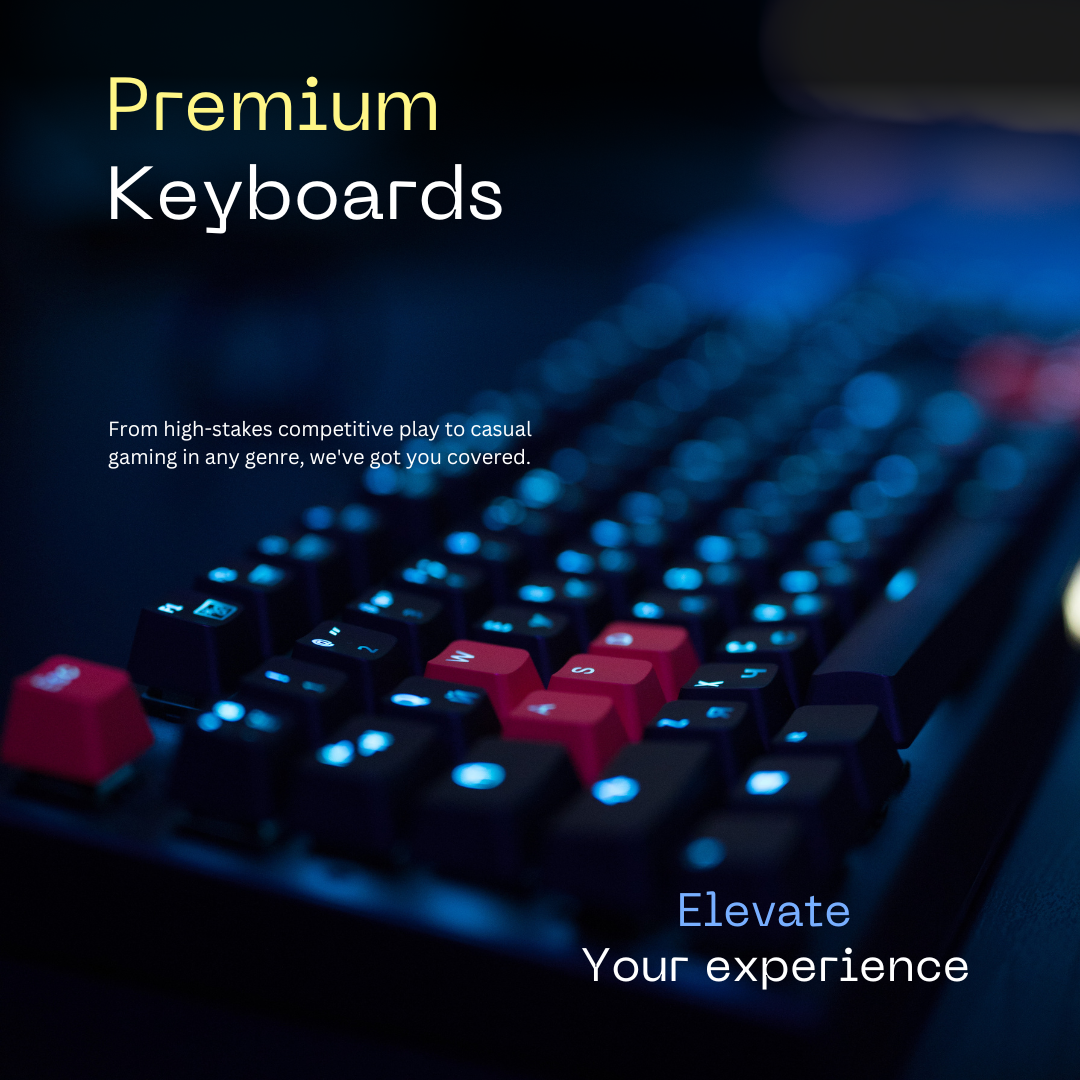 Premium
Keyboards
From high-stakes competitive play to casual
gaming in any genre, we've got you covered.
W
S
A
X
Z
Elevate
Your experience